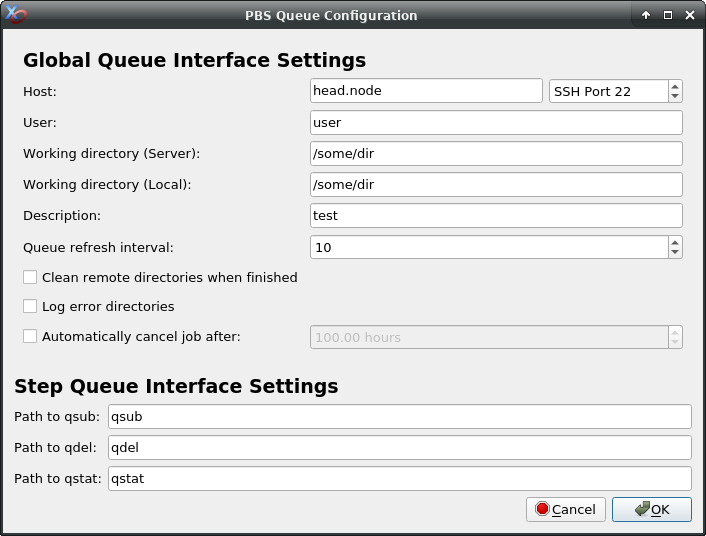 PBS Queue Configuration
Global Queue Interface Settings
Host: head.node SSH Port 22
User: user
Working directory (Server): /some/dir
Working directory (Local): /some/dir
Description: test
Queue refresh interval: 10
Clean remote directories when finished
Log error directories
Automatically cancel job after: 100.00 hours
Step Queue Interface Settings
Path to qsub: qsub
Path to qdel: qdel
Path to qstat: qstat
Cancel OK